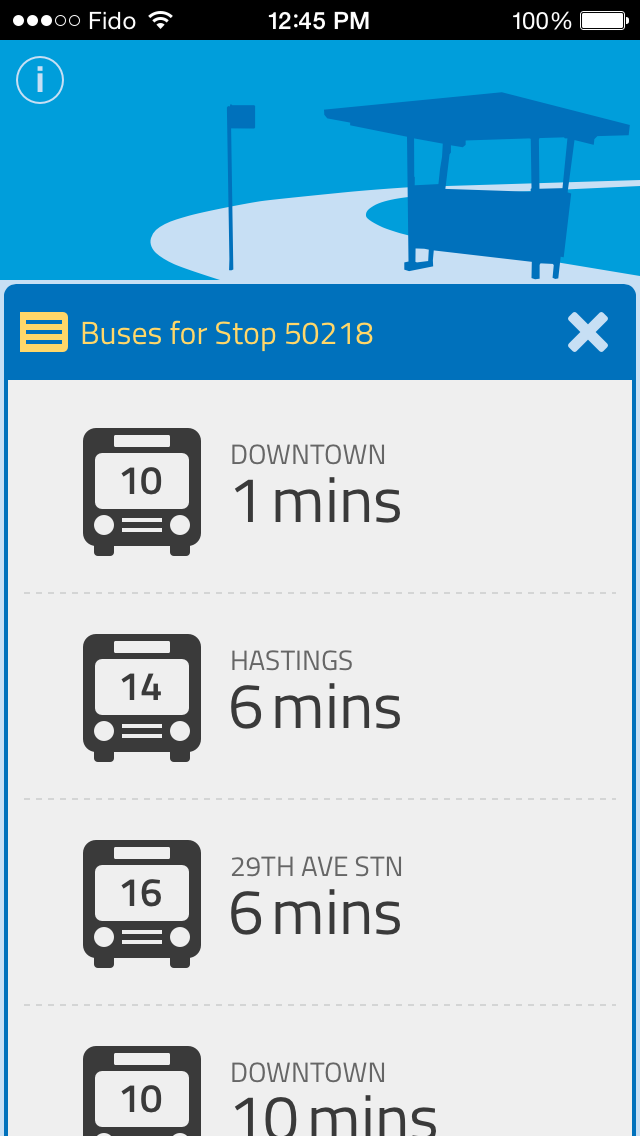 Fido 12:45 PM 100%
i
Buses for Stop 50218
10 DOWNTOWN
1 mins
14 HASTINGS
6 mins
16 29TH AVE STN
6 mins
10 DOWNTOWN
10 mins